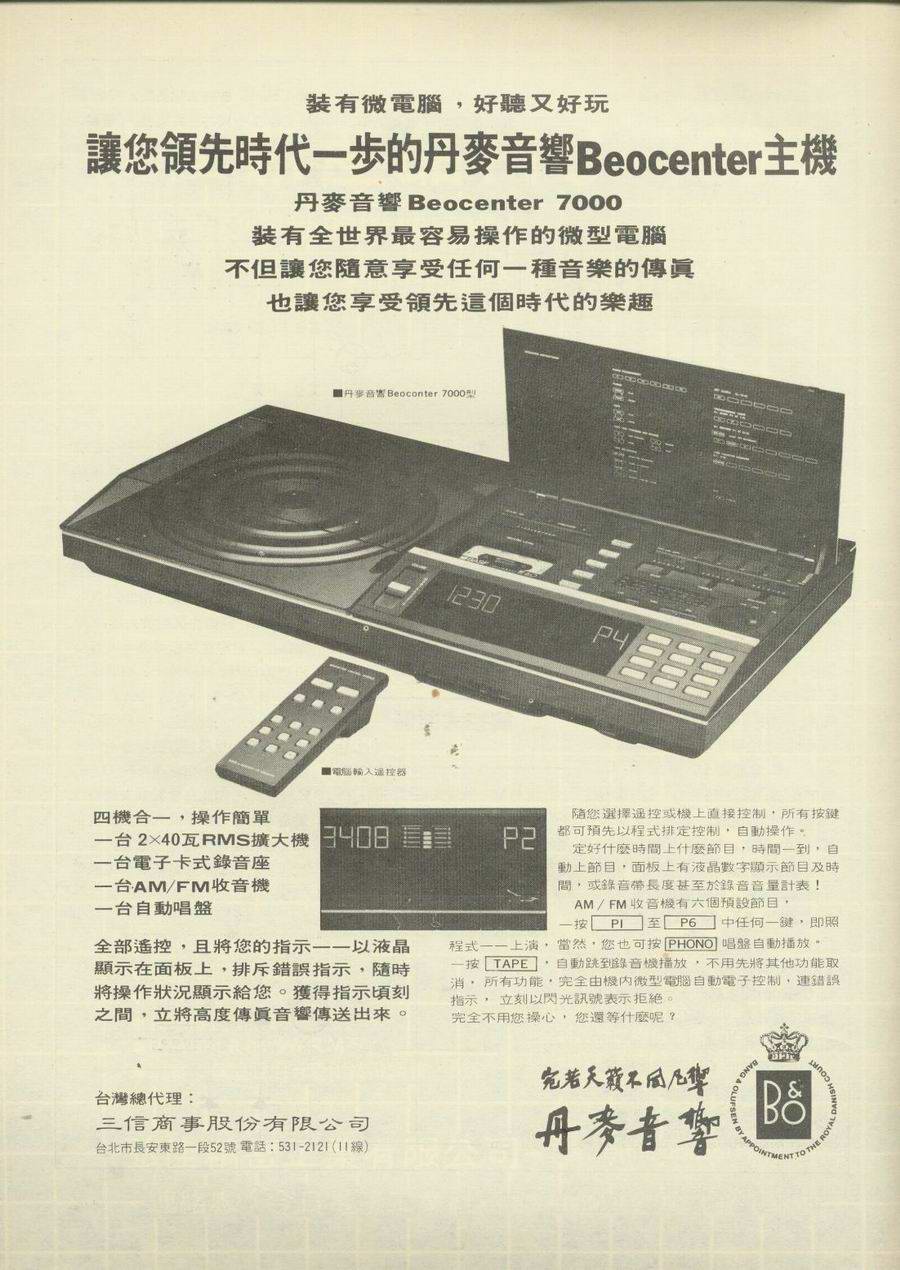 裝有微電腦，好聽又好玩
讓您領先時代一步的丹麥音響Beocenter主機
丹麥音響Beocenter 7000
裝有全世界最容易操作的微型電腦
不但讓您隨意享受任何一種音樂的傳眞
也讓您享受領先這個時代的樂趣
■丹麥音響Beoconter 7000型
1230
P4
■電腦輸入遥控器
四機合一，操作簡單
一台2×40瓦RMS擴大機
一台電子卡式錄音座
一台AM/FM收音機
一台自動唱盤
全部遙控，且將您的指示——以液晶
顯示在面板上，排斥錯誤指示，隨時
將操作狀況顯示給您。獲得指示頃刻
之間，立將高度傳眞音響傳送出來。
3408
P2
隨您選擇遥控或機上直接控制，所有按鍵
都可預先以程式排定控制，自動操作。
定好什麼時間上什麼節目，時間一到，自
動上節目，面板上有液晶數字顯示節目及時
間，或錄音帶長度甚至於錄音音量計表！
AM / FM收音機有六個預設節目，
一按 P1 至 P6 中任何一鍵，即照
程式一一上演，當然，您也可按 PHONO 唱盤自動播放。
一按 TAPE ，自動跳到錄音機播放，不用先將其他功能取
消，所有功能，完全由機內微型電腦自動電子控制，連錯誤
指示，立刻以閃光訊號表示拒絕。
完全不用您操心，您還等什麼呢？
台灣總代理：
三信商事股份有限公司
台北市長安東路一段52號 電話：531-2121(11線)
宛若天籟不同凡響
丹麥音響
B&O
BANG & OLUFSEN BY APPOINTMENT TO THE ROYAL DANISH COURT